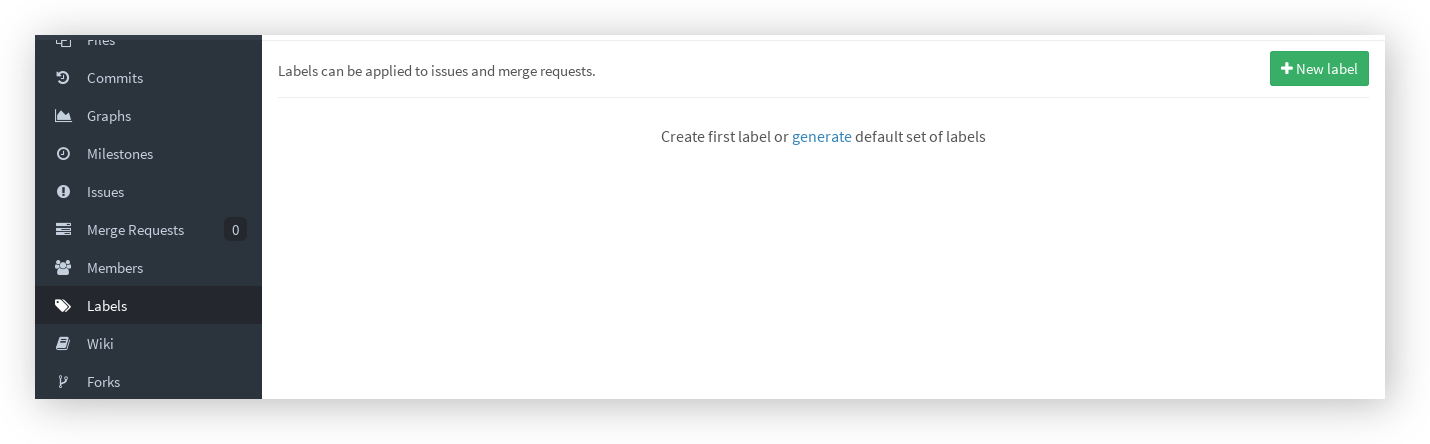 Files
Commits
Graphs
Milestones
Issues
Merge Requests 0
Members
Labels
Wiki
Forks
Labels can be applied to issues and merge requests.
New label
Create first label or generate default set of labels